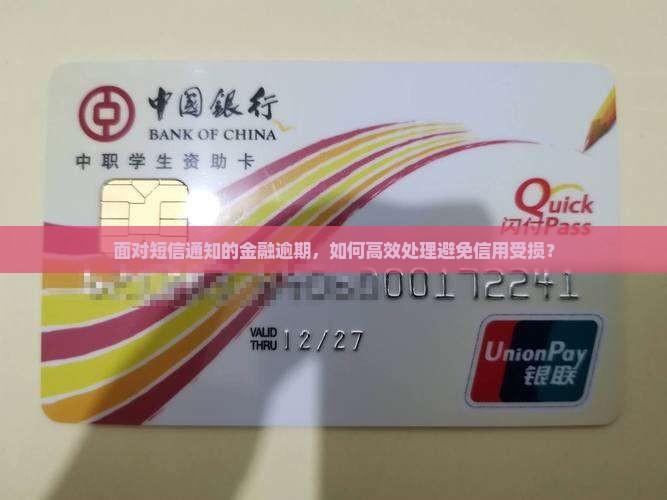 中国銀行
BANK OF CHINA
中职学生资助卡
Quick
闪付Pass
面对短信通知的金融逾期，如何高效处理避免信用受损？
00172241
VALID
THRU 12/27
UnionPay
银联